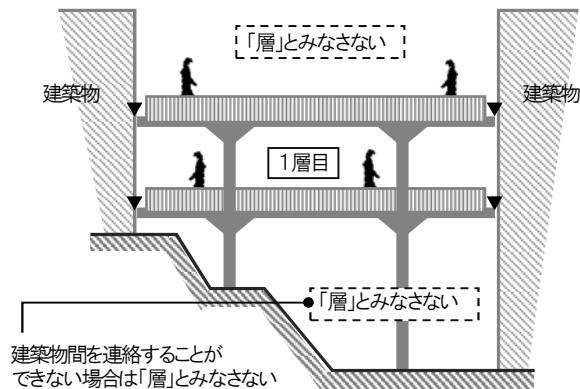 「層」とみなさない
建築物
建築物
1層目
「層」とみなさない
建築物間を連絡することが
できない場合は「層」とみなさない